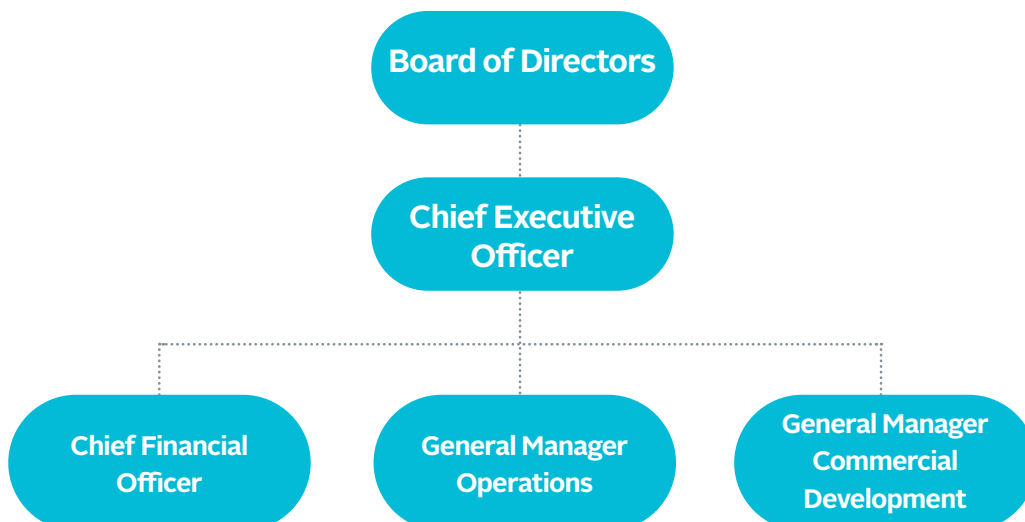 Board of Directors
Chief Executive
Officer
Chief Financial
Officer
General Manager
Operations
General Manager
Commercial
Development